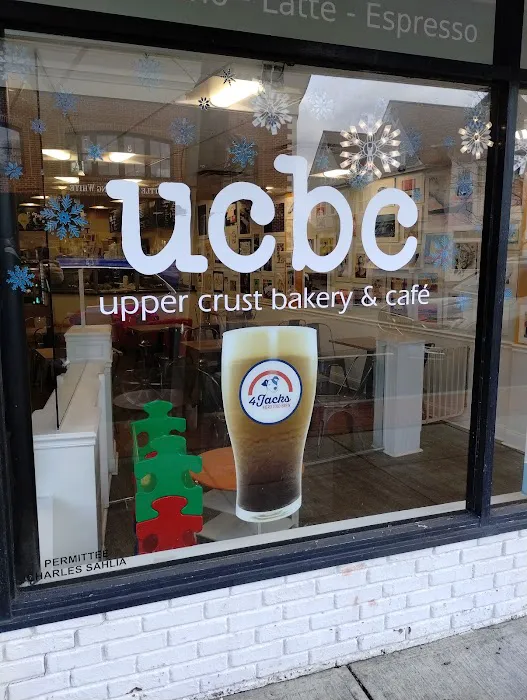 - Latte - Espresso
ucbc
upper crust bakery & café
4Jacks
PERMITTEE
CHARLES SAHLIA